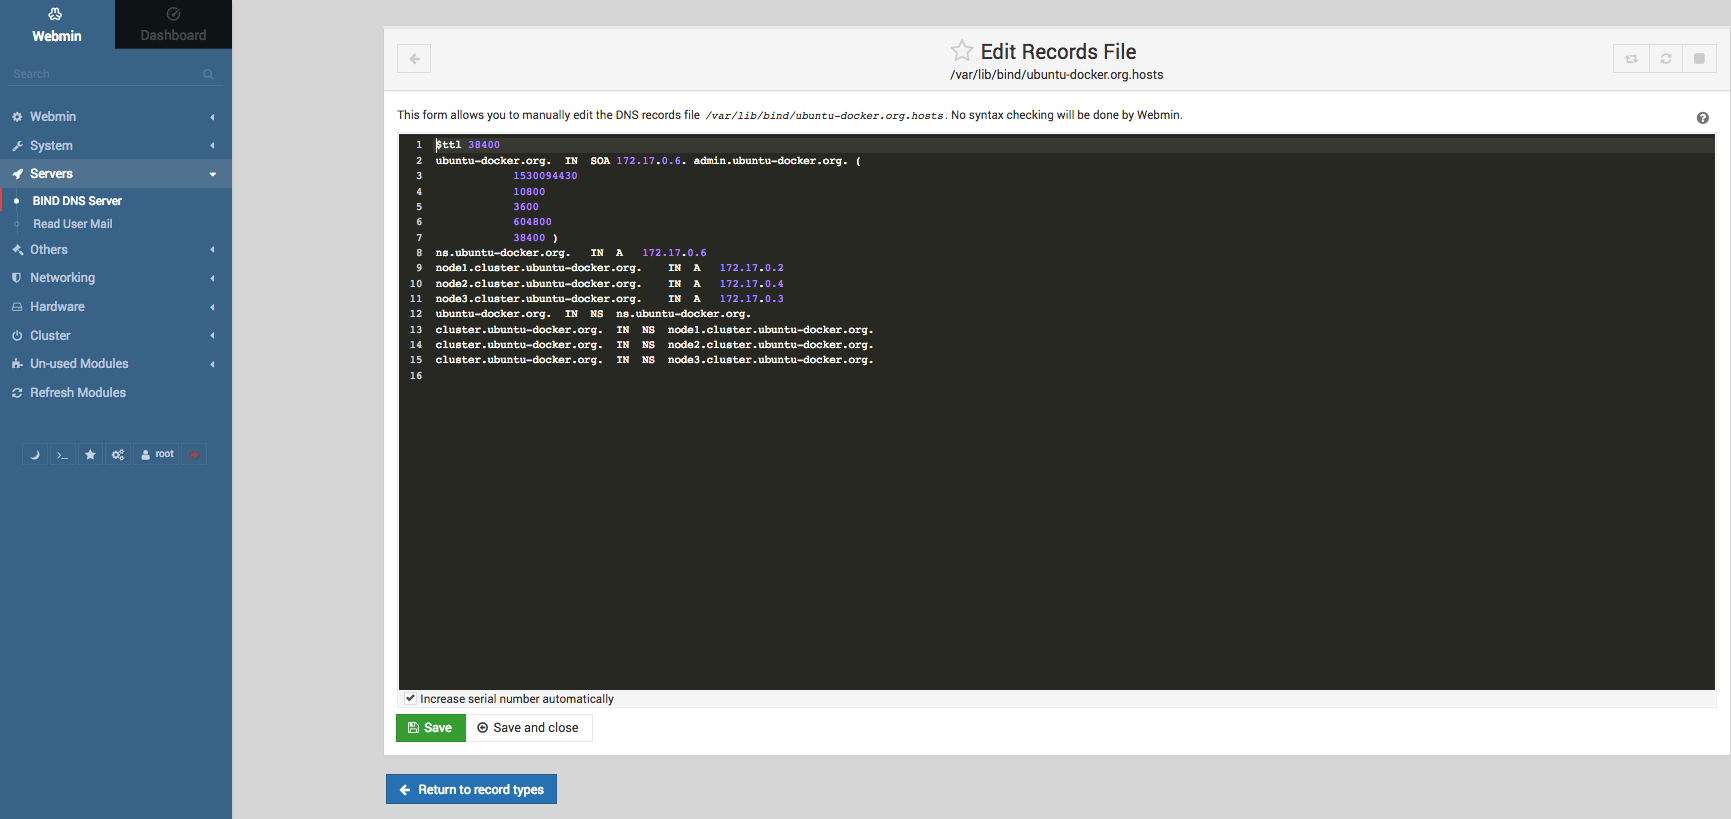 Webmin
Dashboard
Search
Webmin
System
Servers
BIND DNS Server
Read User Mail
Others
Networking
Hardware
Cluster
Un-used Modules
Refresh Modules
>_ root
Edit Records File
/var/lib/bind/ubuntu-docker.org.hosts
This form allows you to manually edit the DNS records file /var/lib/bind/ubuntu-docker.org.hosts. No syntax checking will be done by Webmin.
1 $ttl 38400
2 ubuntu-docker.org. IN SOA 172.17.0.6. admin.ubuntu-docker.org. (
3 1530094430
4 10800
5 3600
6 604800
7 38400 )
8 ns.ubuntu-docker.org. IN A 172.17.0.6
9 node1.cluster.ubuntu-docker.org. IN A 172.17.0.2
10 node2.cluster.ubuntu-docker.org. IN A 172.17.0.4
11 node3.cluster.ubuntu-docker.org. IN A 172.17.0.3
12 ubuntu-docker.org. IN NS ns.ubuntu-docker.org.
13 cluster.ubuntu-docker.org. IN NS node1.cluster.ubuntu-docker.org.
14 cluster.ubuntu-docker.org. IN NS node2.cluster.ubuntu-docker.org.
15 cluster.ubuntu-docker.org. IN NS node3.cluster.ubuntu-docker.org.
16
Increase serial number automatically
Save
Save and close
Return to record types